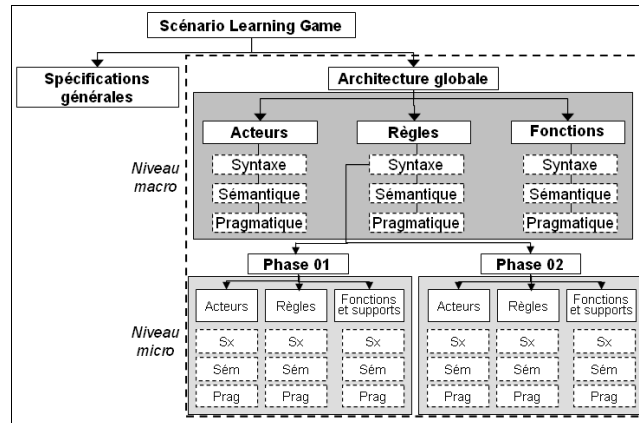 Scénario Learning Game
Spécifications
générales
Architecture globale
Acteurs
Règles
Fonctions
Niveau
macro
Syntaxe
Syntaxe
Syntaxe
Sémantique
Sémantique
Sémantique
Pragmatique
Pragmatique
Pragmatique
Phase 01
Phase 02
Niveau
micro
Acteurs
Règles
Fonctions
et supports
Acteurs
Règles
Fonctions
et supports
Sx
Sx
Sx
Sx
Sx
Sx
Sém
Sém
Sém
Sém
Sém
Sém
Prag
Prag
Prag
Prag
Prag
Prag